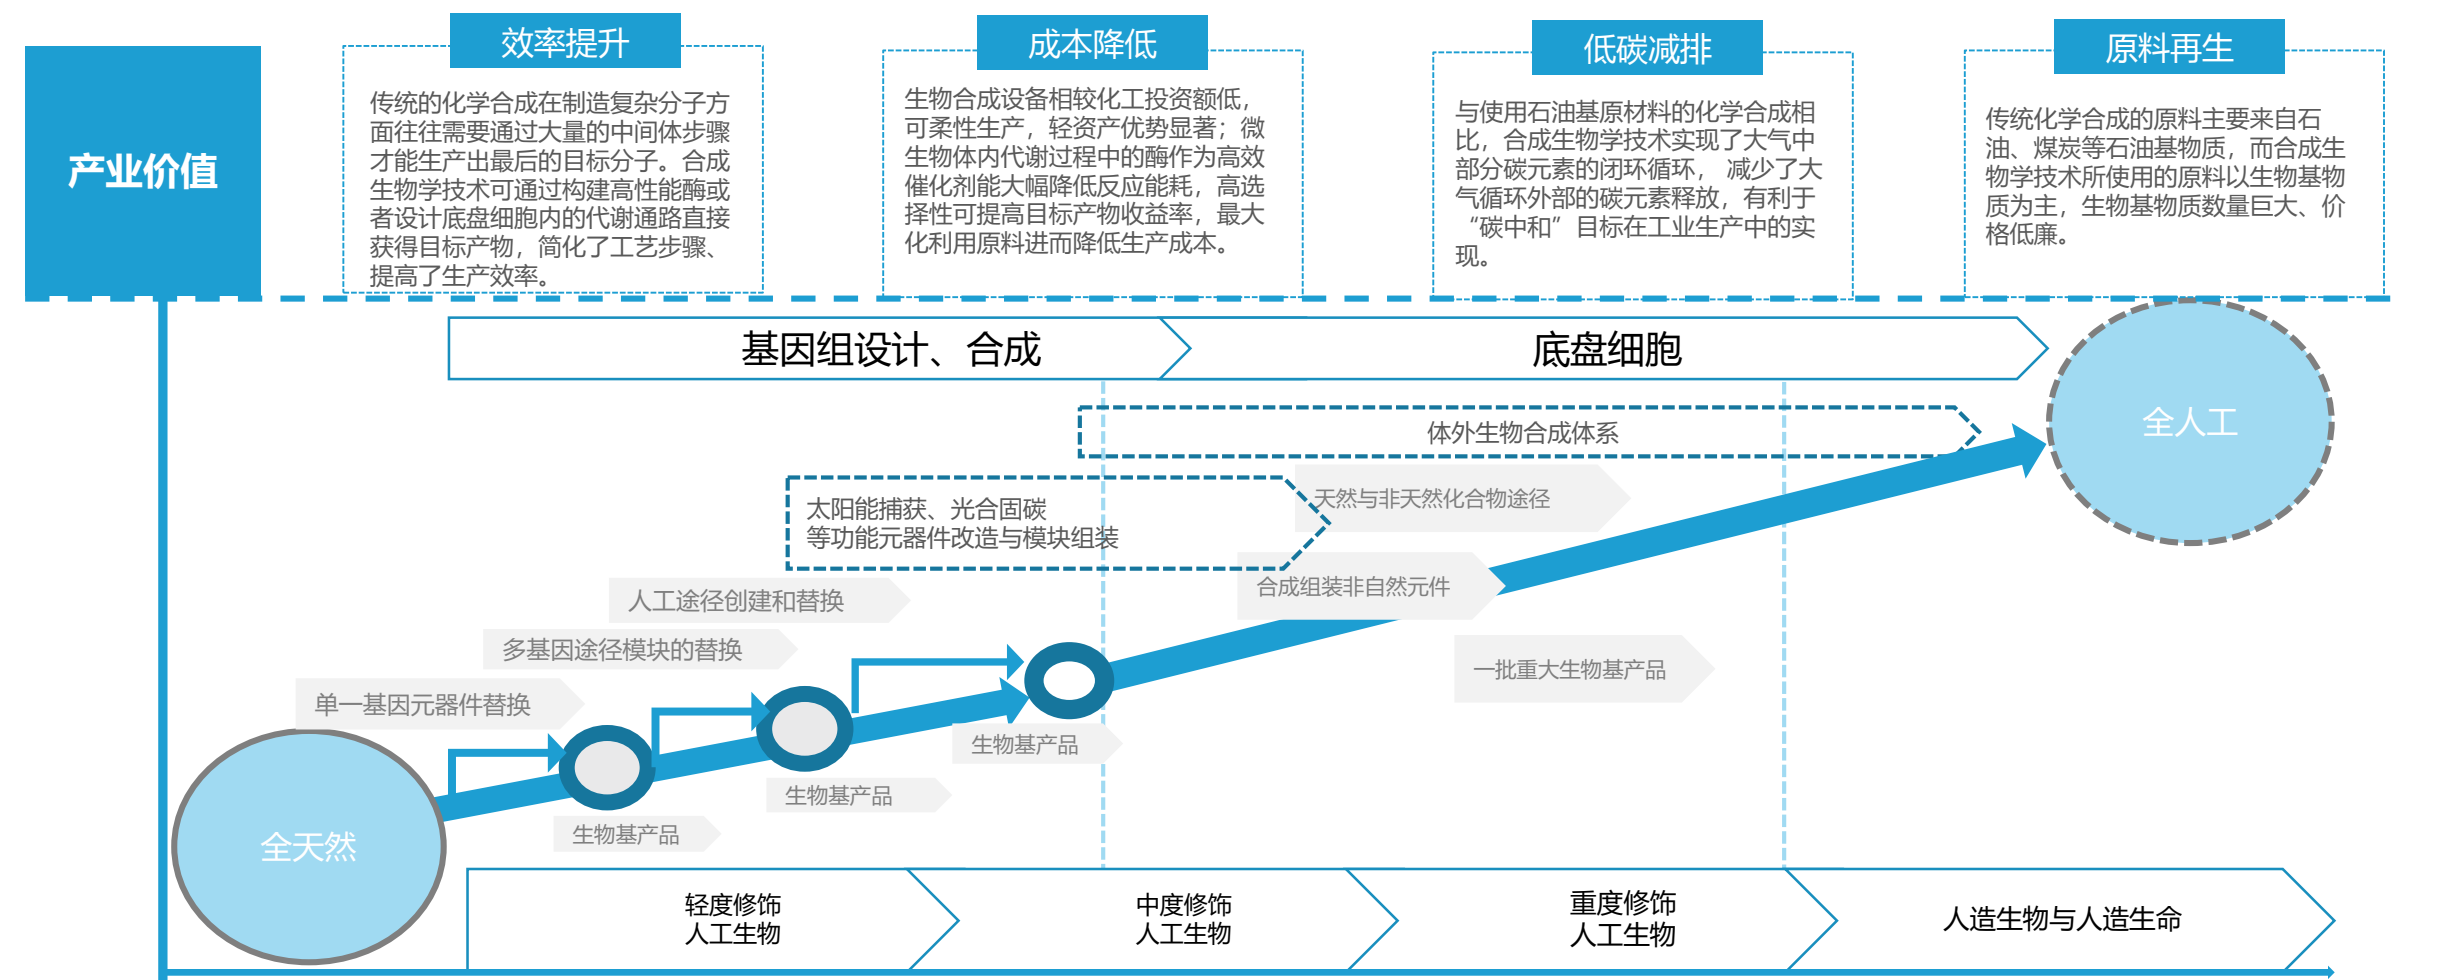 产业价值
效率提升
传统的化学合成在制造复杂分子方
面往往需要通过大量的中间体步骤
才能生产出最后的目标分子。合成
生物学技术可通过构建高性能酶或
者设计底盘细胞内的代谢通路直接
获得目标产物，简化了工艺步骤、
提高了生产效率。
成本降低
生物合成设备相较化工投资额低，
可柔性生产，轻资产优势显著；微
生物体内代谢过程中的酶作为高效
催化剂能大幅降低反应能耗，高选
择性可提高目标产物收益率，最大
化利用原料进而降低生产成本。
低碳减排
与使用石油基原材料的化学合成相
比，合成生物学技术实现了大气中
部分碳元素的闭环循环， 减少了大
气循环外部的碳元素释放，有利于
“碳中和”目标在工业生产中的实
现。
原料再生
传统化学合成的原料主要来自石
油、煤炭等石油基物质，而合成生
物学技术所使用的原料以生物基物
质为主，生物基物质数量巨大、价
格低廉。
基因组设计、合成
底盘细胞
全人工
体外生物合成体系
太阳能捕获、光合固碳
等功能元器件改造与模块组装
天然与非天然化合物途径
合成组装非自然元件
人工途径创建和替换
多基因途径模块的替换
单一基因元器件替换
一批重大生物基产品
生物基产品
生物基产品
生物基产品
全天然
轻度修饰
人工生物
中度修饰
人工生物
重度修饰
人工生物
人造生物与人造生命